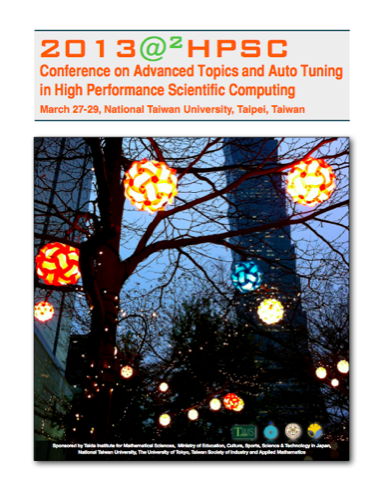 2013@²HPSC
Conference on Advanced Topics and Auto Tuning
in High Performance Scientific Computing
March 27-29, National Taiwan University, Taipei, Taiwan
Sponsored by Taida Institute for Mathematical Sciences, Ministry of Education, Culture, Sports, Science & Technology in Japan,
National Taiwan University, The University of Tokyo, Taiwan Society of Industry and Applied Mathematics